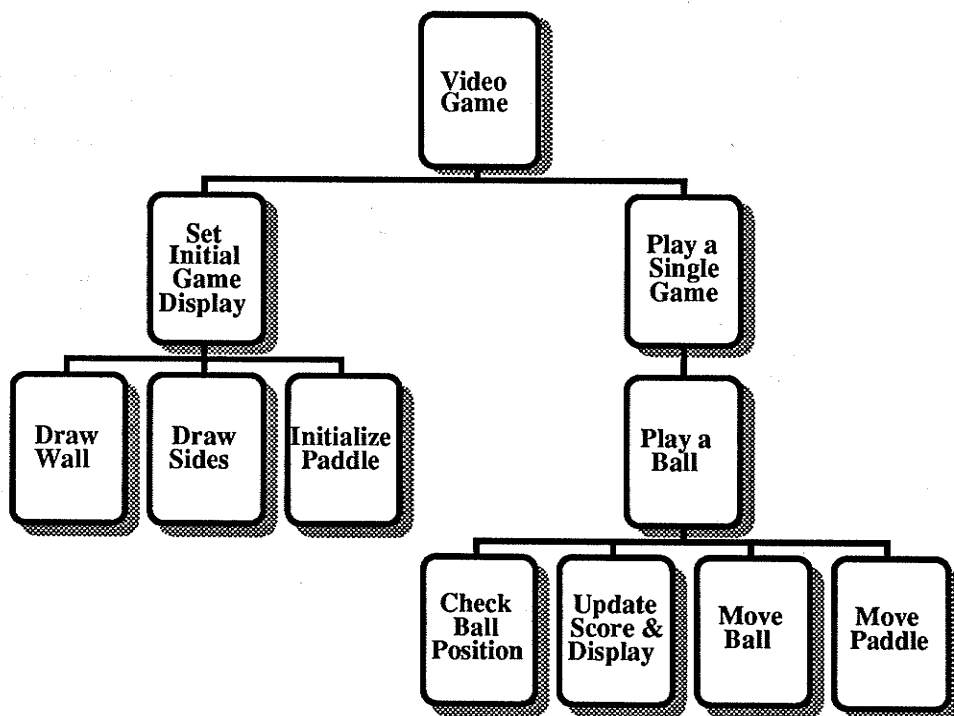 Video
Game
Set
Initial
Game
Display
Play a
Single
Game
Draw
Wall
Draw
Sides
Initialize
Paddle
Play a
Ball
Check
Ball
Position
Update
Score &
Display
Move
Ball
Move
Paddle